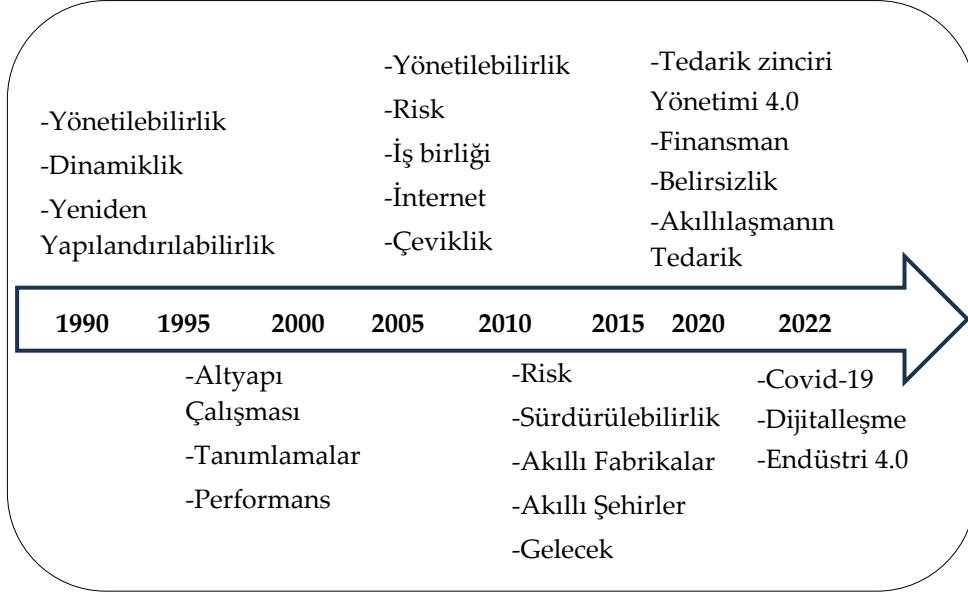 -Yönetilebilirlik
-Dinamiklik
-Yeniden
Yapılandırılabilirlik
-Yönetilebilirlik
-Risk
-İş birliği
-İnternet
-Çeviklik
-Tedarik zinciri
Yönetimi 4.0
-Finansman
-Belirsizlik
-Akıllılaşmanın
Tedarik
1990 1995 2000 2005 2010 2015 2020 2022
-Altyapı
Çalışması
-Tanımlamalar
-Performans
-Risk
-Sürdürülebilirlik
-Akıllı Fabrikalar
-Akıllı Şehirler
-Gelecek
-Covid-19
-Dijitalleşme
-Endüstri 4.0